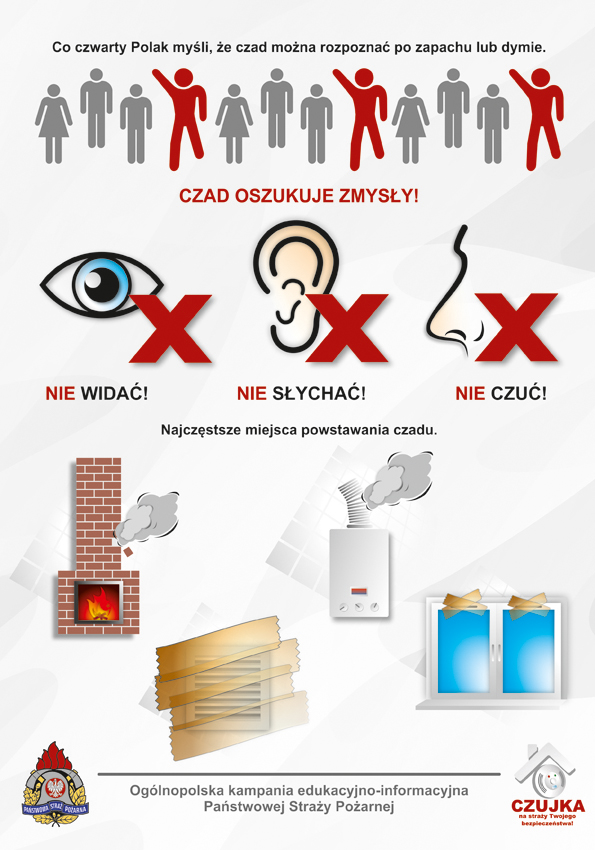 Co czwarty Polak myśli, że czad można rozpoznać po zapachu lub dymie.
CZAD OSZUKUJE ZMYSŁY!
NIE WIDAĆ!
NIE SŁYCHAĆ!
NIE CZUĆ!
Najczęstsze miejsca powstawania czadu.
PAŃSTWOWA STRAŻ POŻARNA
Ogólnopolska kampania edukacyjno-informacyjna
Państwowej Straży Pożarnej
CZUJKA
na straży Twojego
bezpieczeństwa!